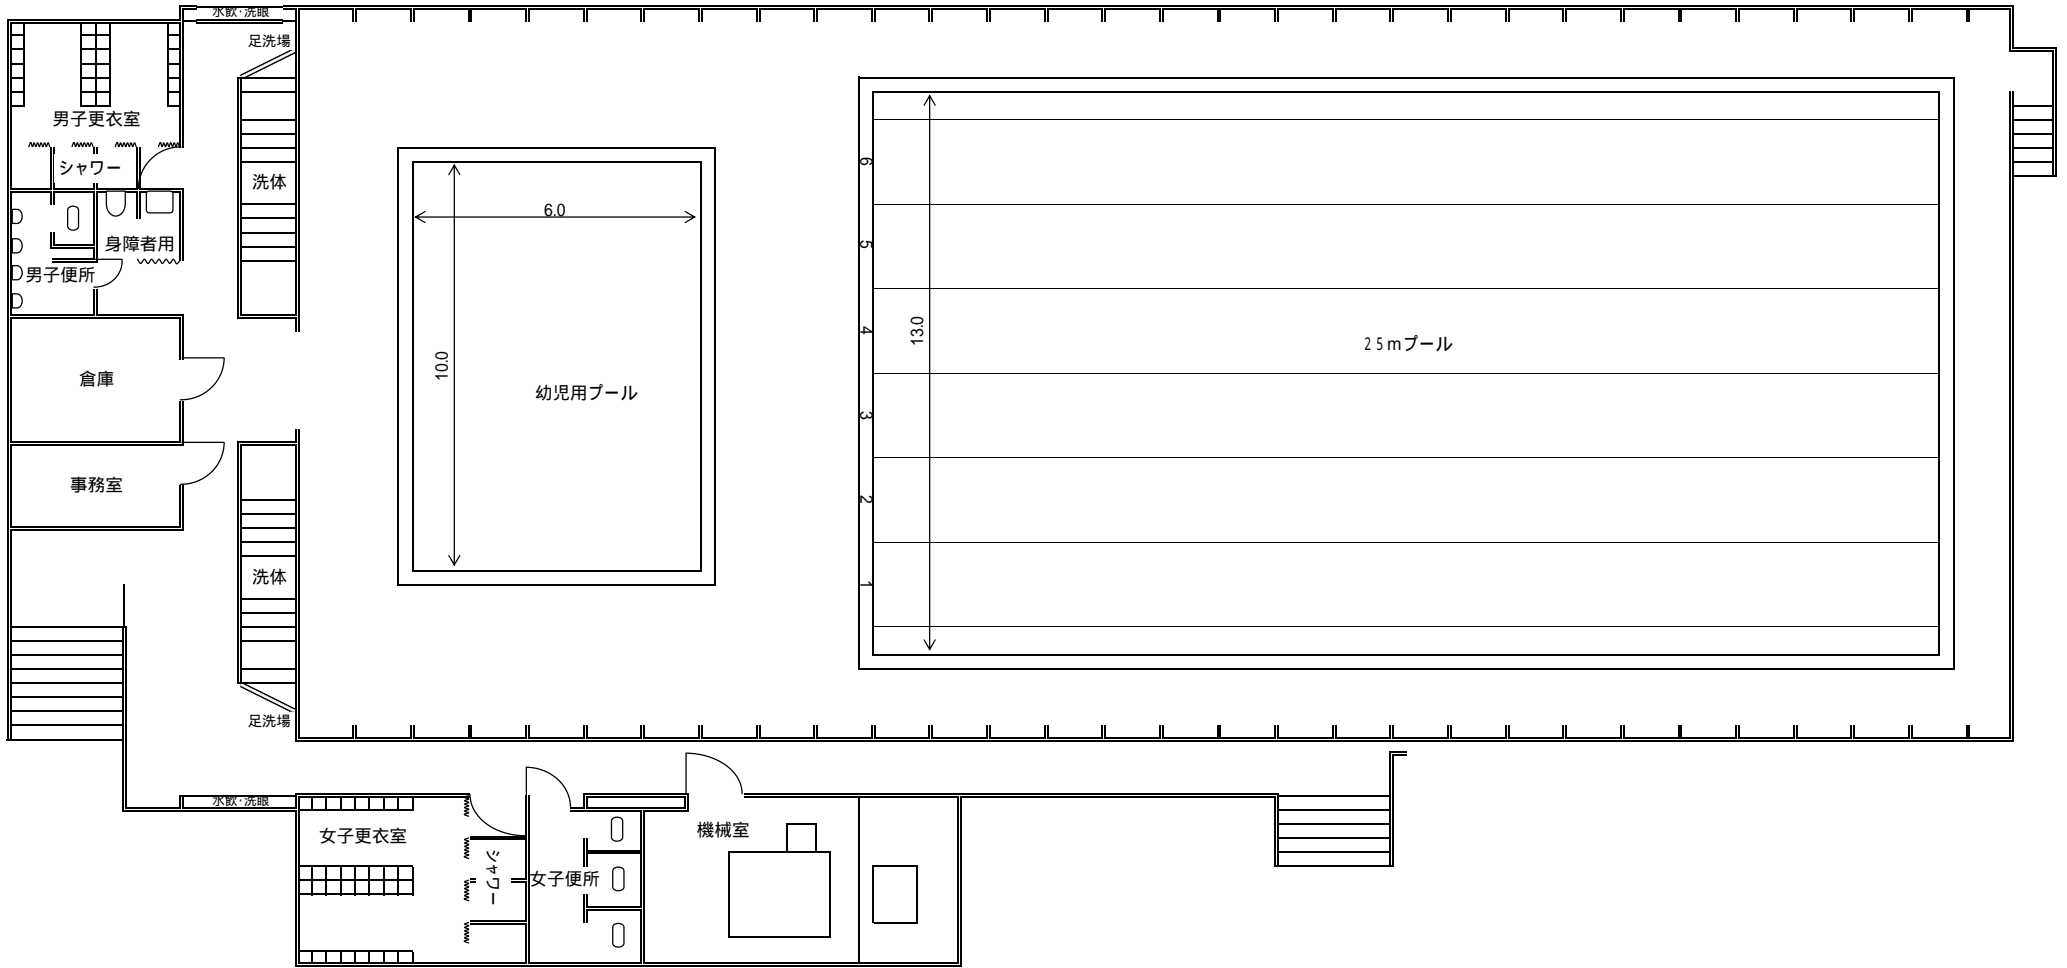 水飲・洗眼
足洗場
男子更衣室
シャワー
洗体
身障者用
男子便所
倉庫
事務室
洗体
足洗場
水飲・洗眼
6.0
10.0
幼児用プール
6
5
4
3
2
1
13.0
25mプール
女子更衣室
シャワー
女子便所
機械室